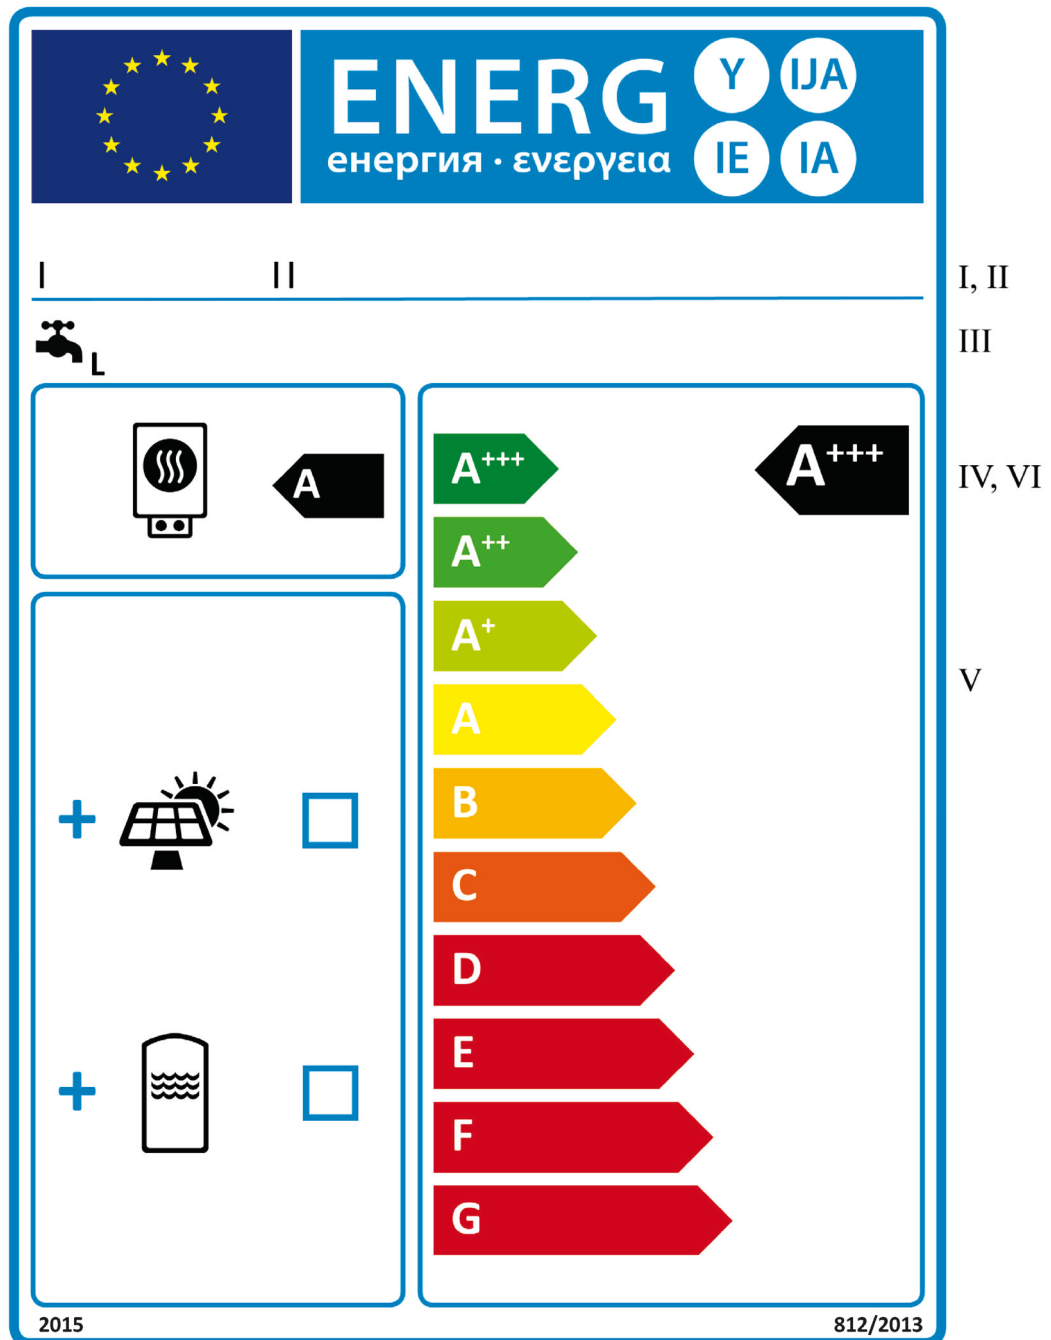 ENERG Y IJA
енергия · ενεργεια IE IA
I II I, II
L III
A A+++ A+++ IV, VI
A++
A+
A V
B
C
D
E
F
G
2015 812/2013